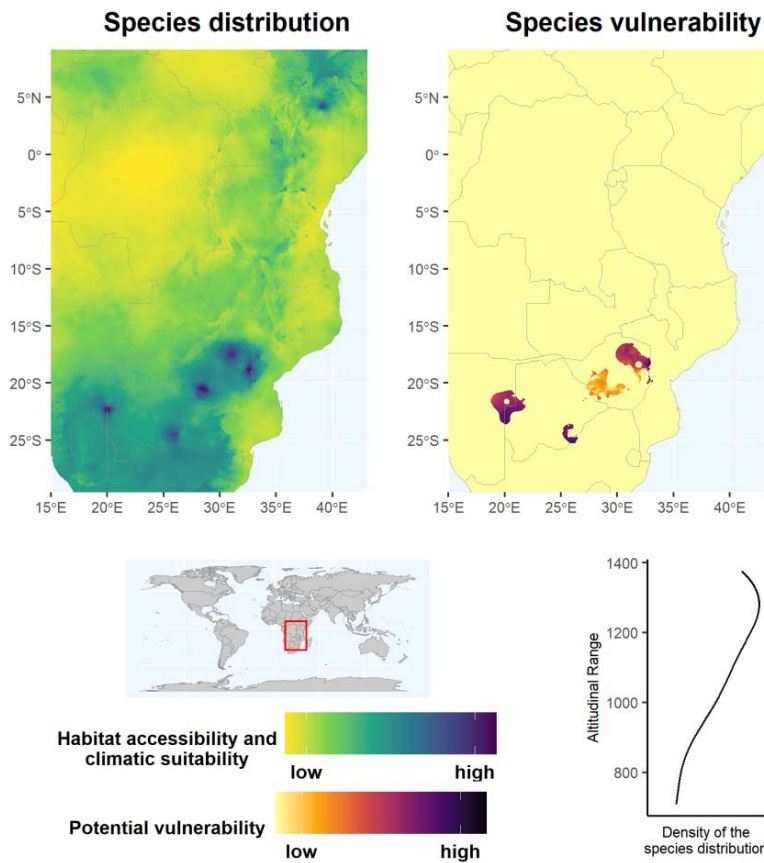 Species distribution
Species vulnerability
5°N
0°
5°S
10°S
15°S
20°S
25°S
15°E 20°E 25°E 30°E 35°E 40°E
5°N
0°
5°S
10°S
15°S
20°S
25°S
15°E 20°E 25°E 30°E 35°E 40°E
Habitat accessibility and
climatic suitability
low high
Potential vulnerability
low high
Altitudinal Range
1400
1200
1000
800
Density of the
species distribution